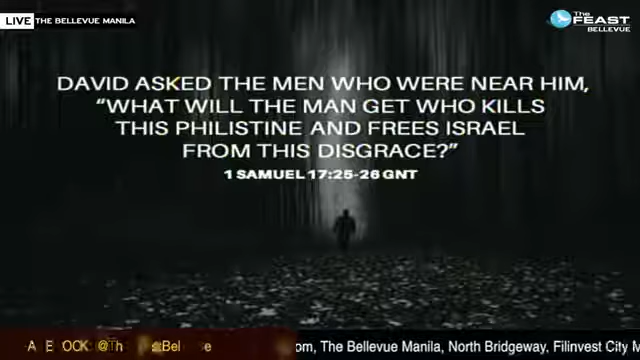 LIVE THE BELLEVUE MANILA
The
FEAST
BELLEVUE
DAVID ASKED THE MEN WHO WERE NEAR HIM,
“WHAT WILL THE MAN GET WHO KILLS
THIS PHILISTINE AND FREES ISRAEL
FROM THIS DISGRACE?”
1 SAMUEL 17:25-26 GNT
om, The Bellevue Manila, North Bridgeway, Filinvest City M